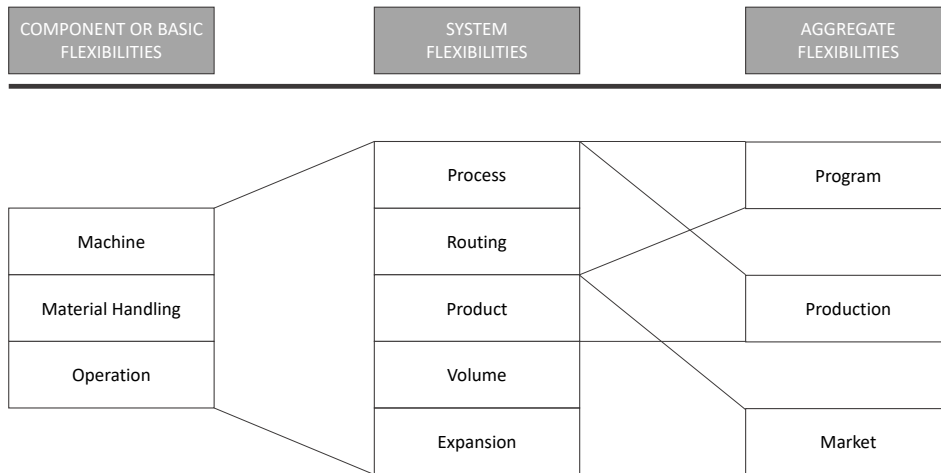 COMPONENT OR BASIC
FLEXIBILITIES
SYSTEM
FLEXIBILITIES
AGGREGATE
FLEXIBILITIES
Machine
Material Handling
Operation
Process
Routing
Product
Volume
Expansion
Program
Production
Market